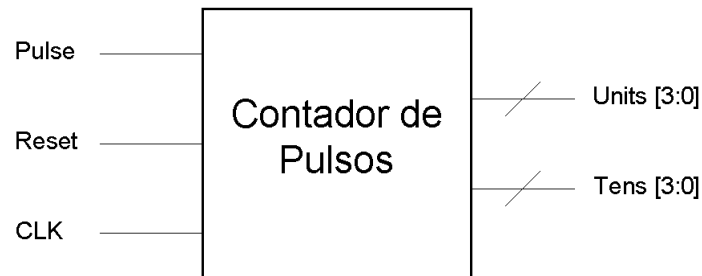 Pulse
Reset
CLK
Contador de
Pulsos
Units [3:0]
Tens [3:0]